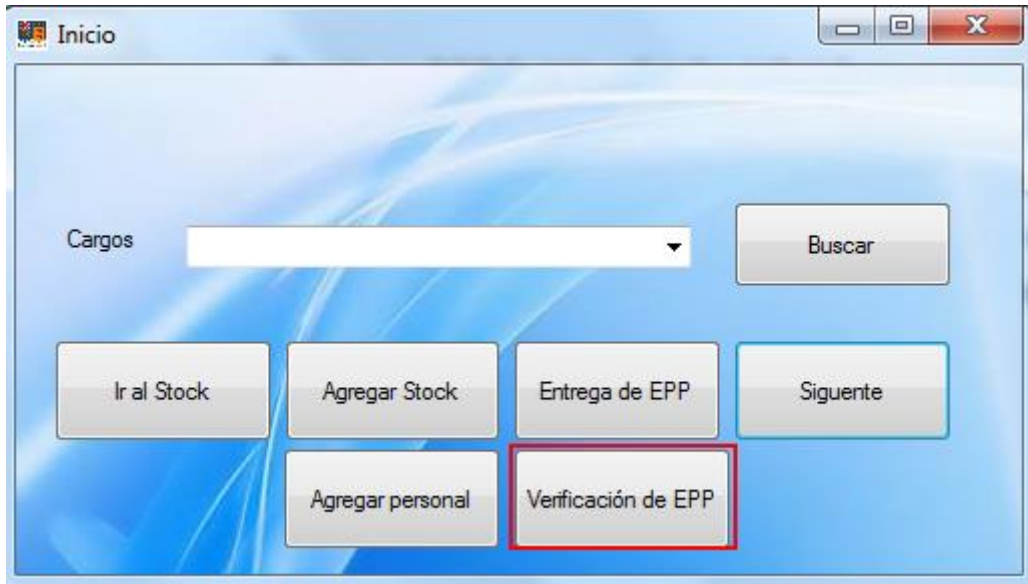 Inicio
Cargos
Buscar
Ir al Stock
Agregar Stock
Entrega de EPP
Siguente
Agregar personal
Verificación de EPP